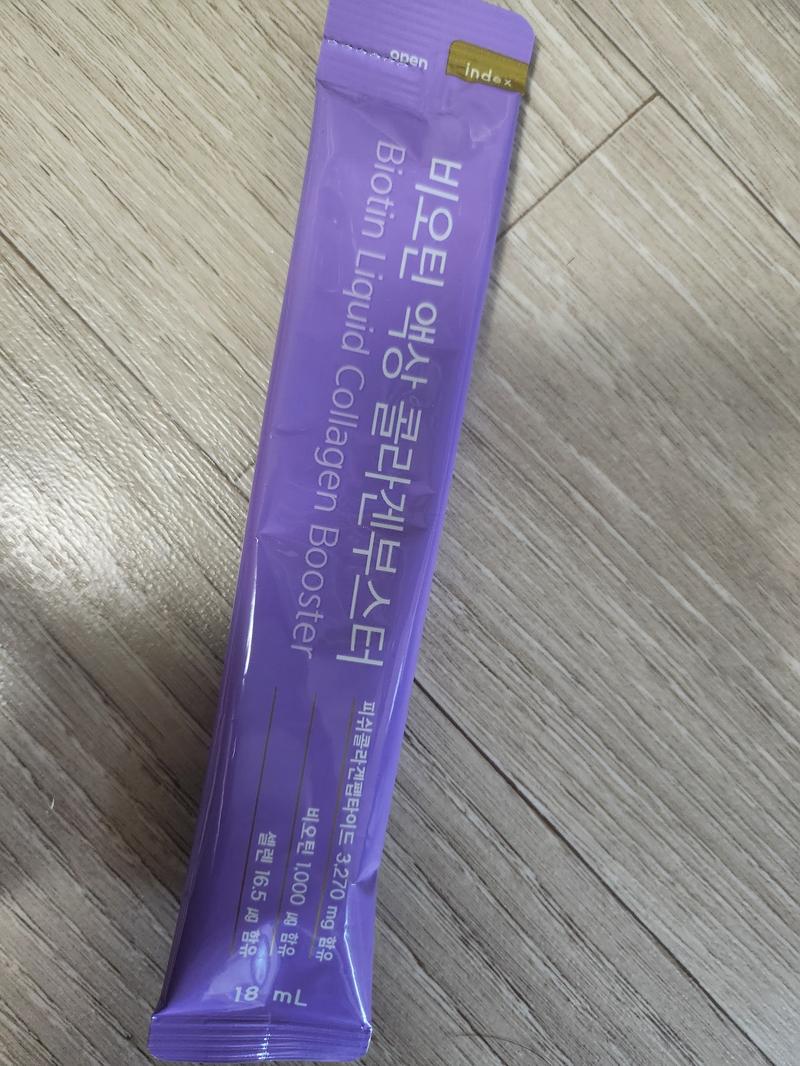 open
index
비오틴 액상 콜라겐부스터
Biotin Liquid Collagen Booster
피쉬콜라겐펩타이드 3,270 mg 함유
비오틴 1,000 μg 함유
셀렌 16.5 μg 함유
18 mL